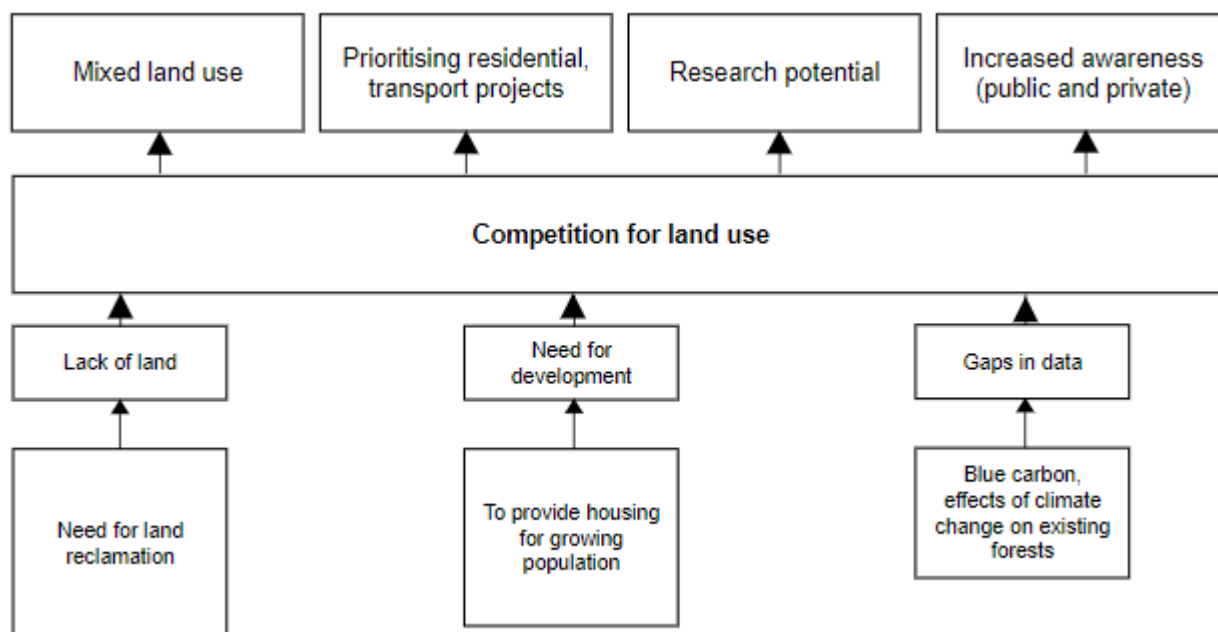 Mixed land use
Prioritising residential,
transport projects
Research potential
Increased awareness
(public and private)
Competition for land use
Lack of land
Need for
development
Gaps in data
Need for land
reclamation
To provide housing
for growing
population
Blue carbon,
effects of climate
change on existing
forests